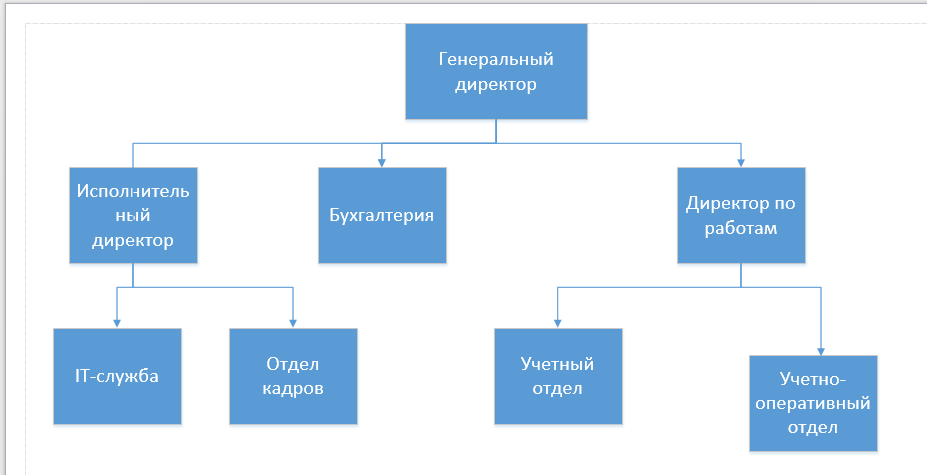 Генеральный
директор
Исполнитель
ный
директор
Бухгалтерия
Директор по
работам
IT-служба
Отдел
кадров
Учетный
отдел
Учетно-
оперативный
отдел